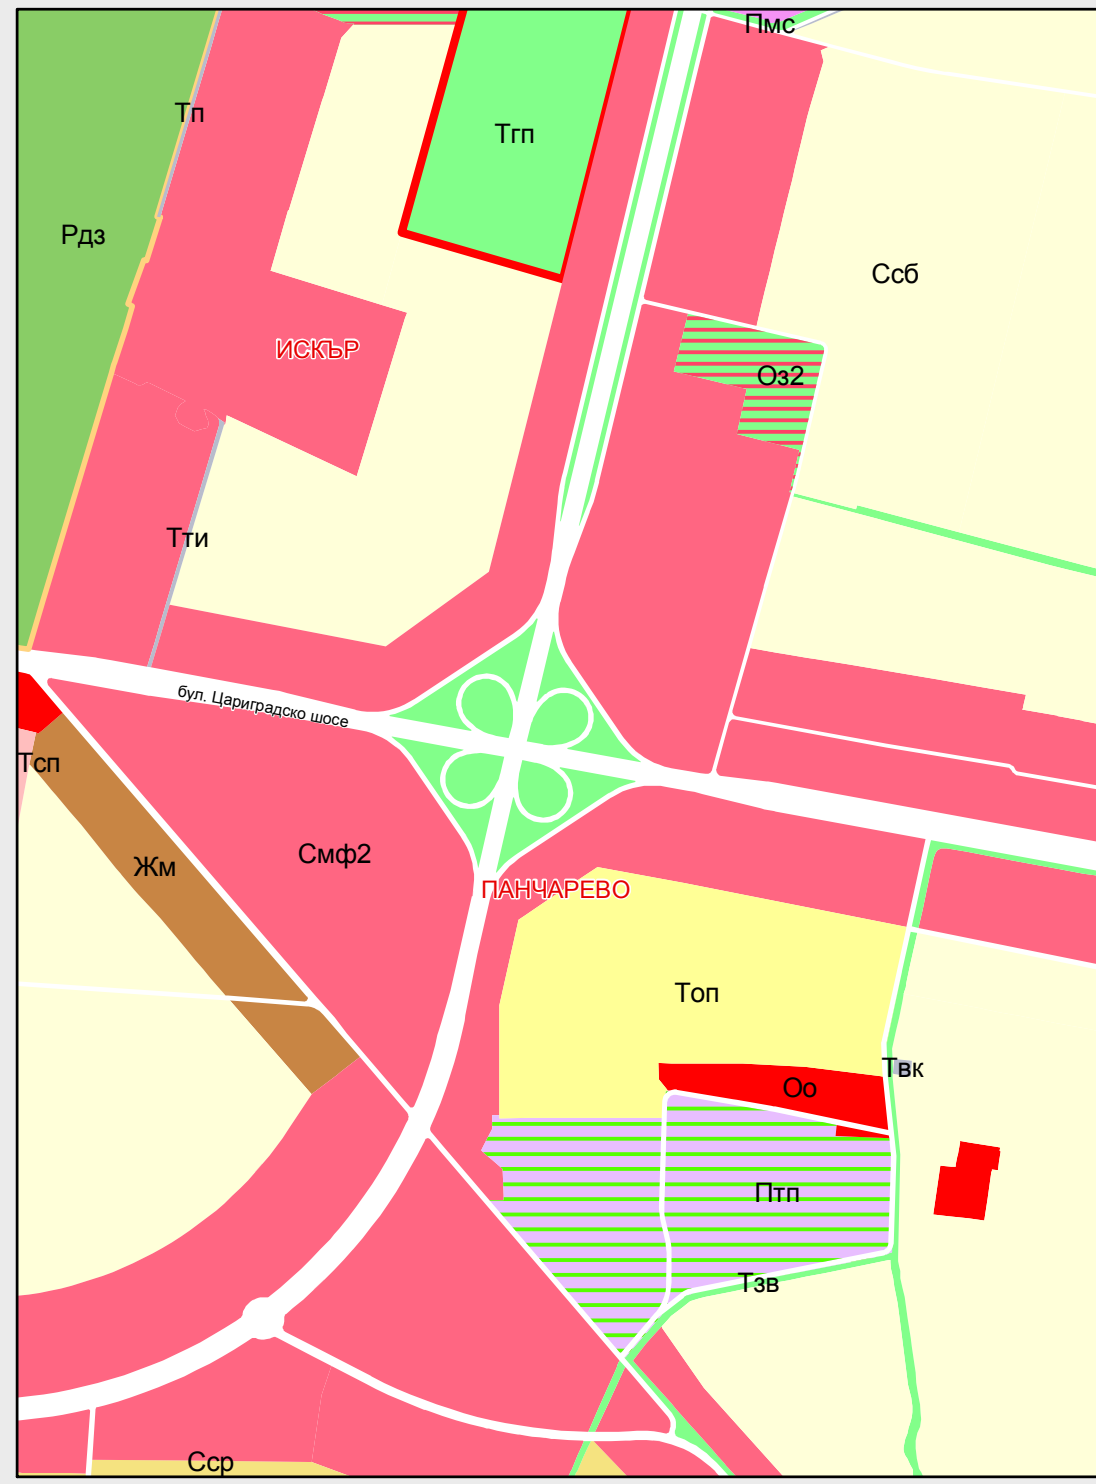 Пмс
Тп
Тгп
Рдз
Ссб
ИСКЪР
Оз2
Тти
бул. Цариградско шосе
Тсп
Смф2
Жм
ПАНЧАРЕВО
Топ
Твк
Оо
Птп
Тзв
Сср